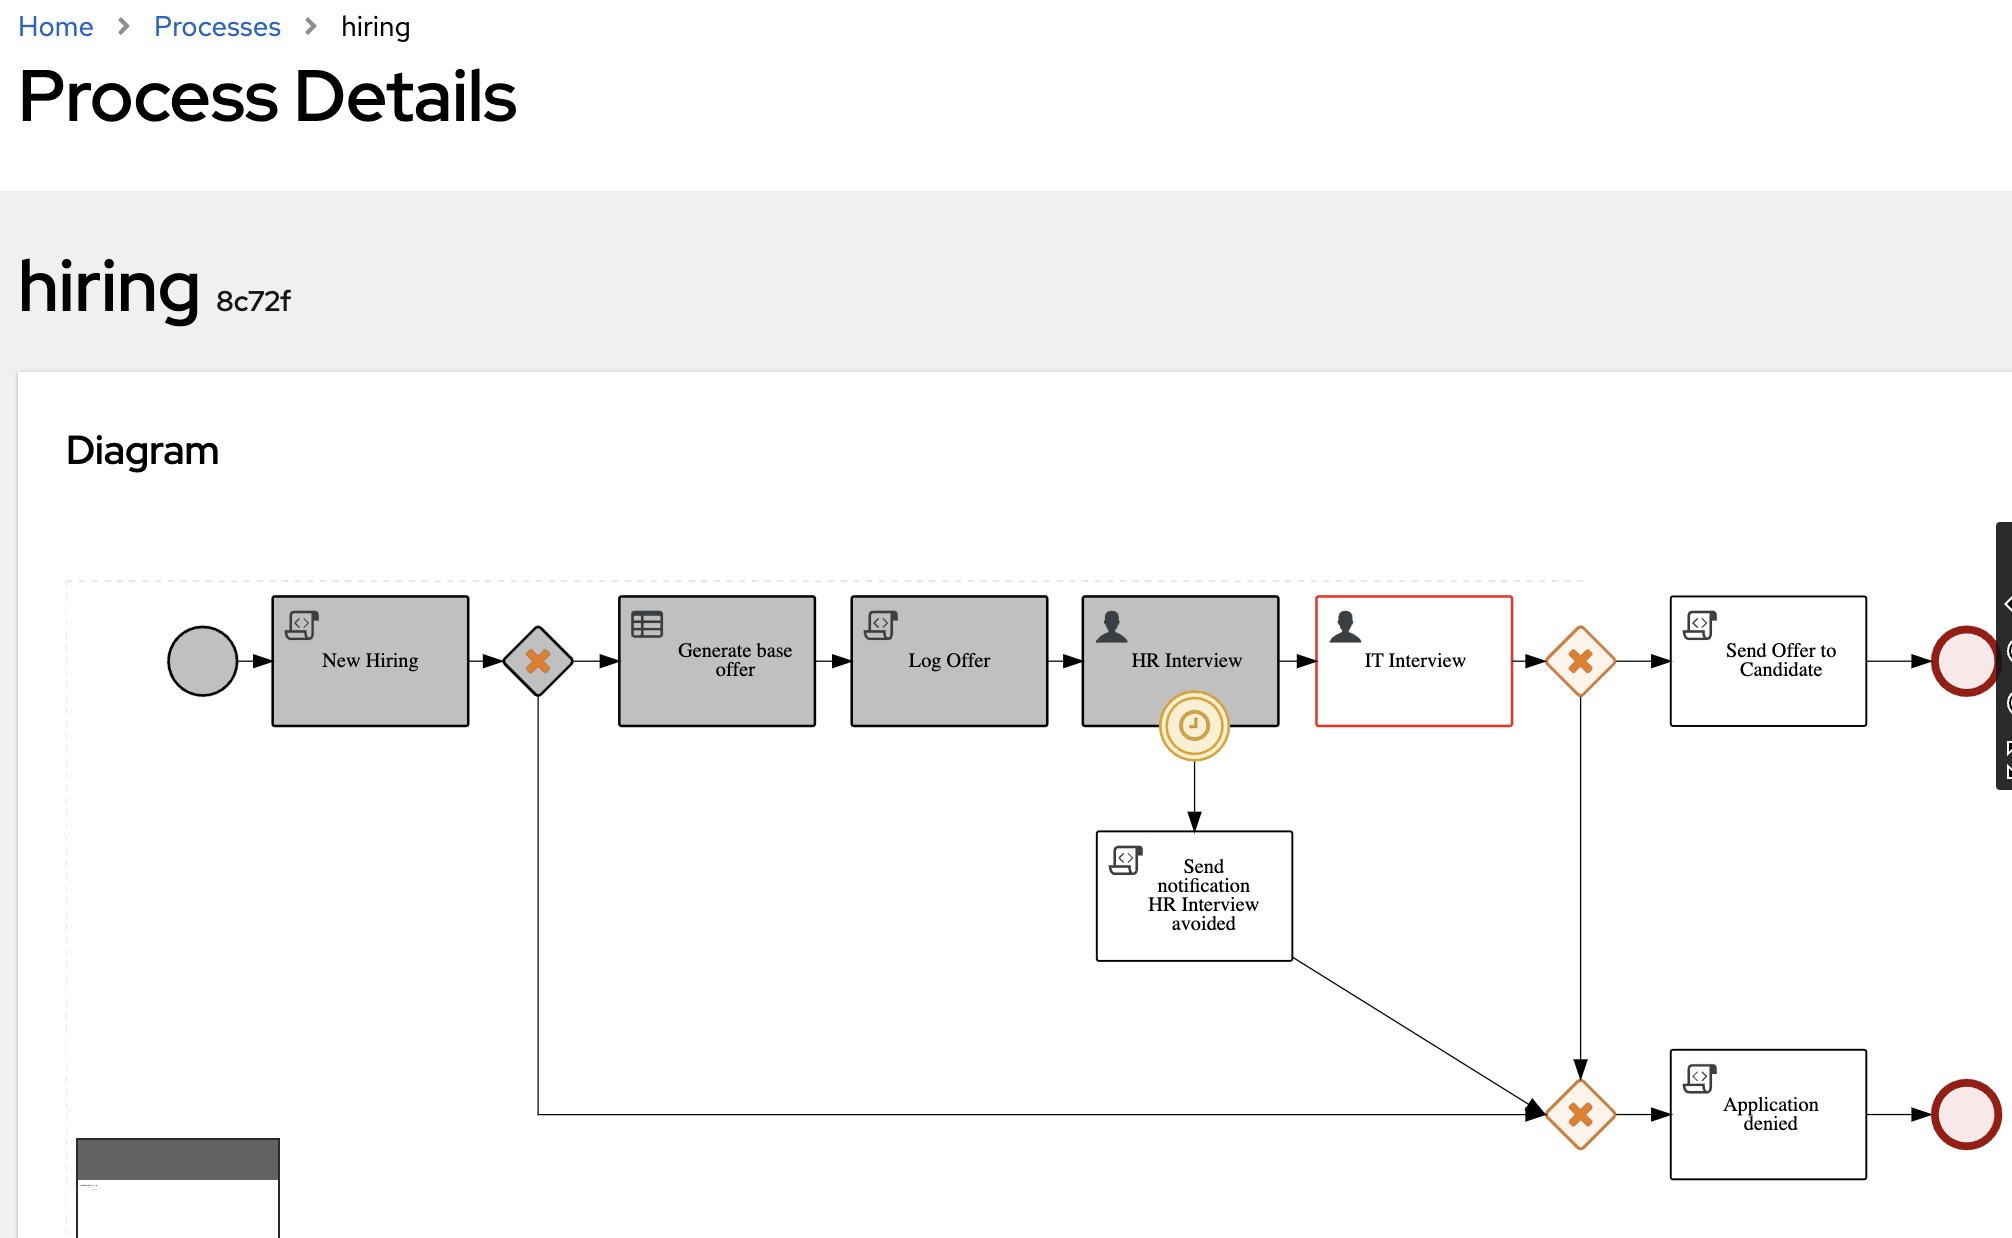 Home > Processes > hiring
Process Details
hiring 8c72f
Diagram
New Hiring
Generate base
offer
Log Offer
HR Interview
IT Interview
Send Offer to
Candidate
Send
notification
HR Interview
avoided
Application
denied